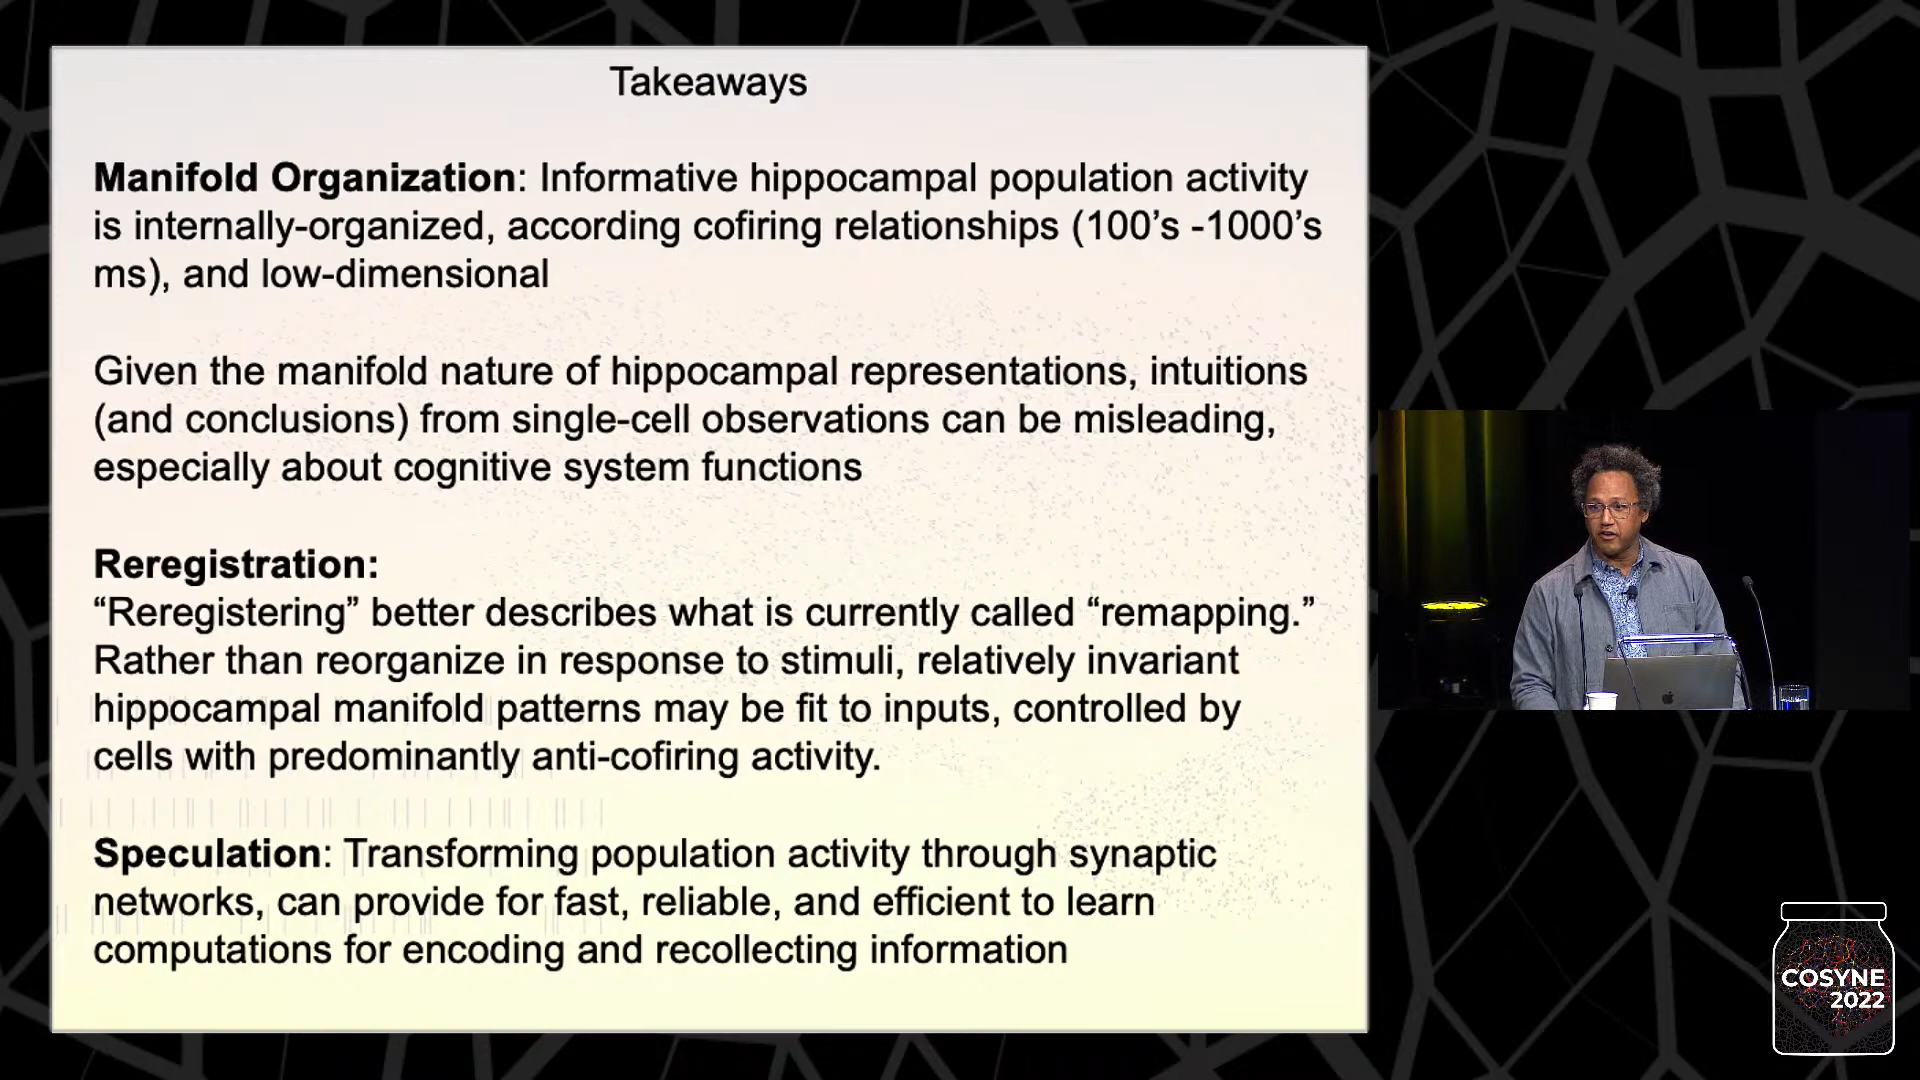 Takeaways
Manifold Organization: Informative hippocampal population activity
is internally-organized, according cofiring relationships (100’s -1000’s
ms), and low-dimensional
Given the manifold nature of hippocampal representations, intuitions
(and conclusions) from single-cell observations can be misleading,
especially about cognitive system functions
Reregistration:
“Reregistering” better describes what is currently called “remapping.”
Rather than reorganize in response to stimuli, relatively invariant
hippocampal manifold patterns may be fit to inputs, controlled by
cells with predominantly anti-cofiring activity.
Speculation: Transforming population activity through synaptic
networks, can provide for fast, reliable, and efficient to learn
computations for encoding and recollecting information
COSYNE
2022